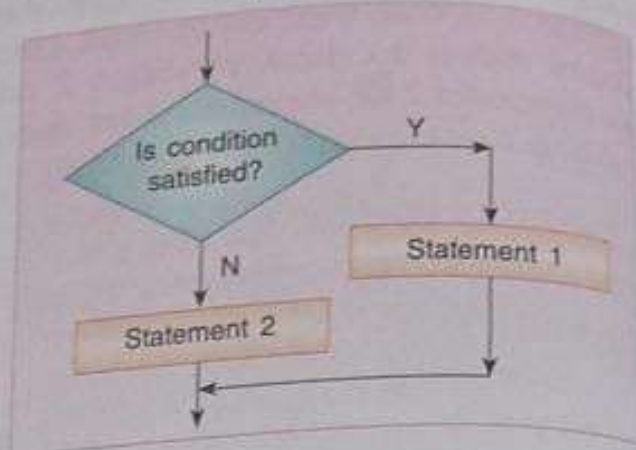 Is condition
satisfied?
Y
Statement 1
N
Statement 2